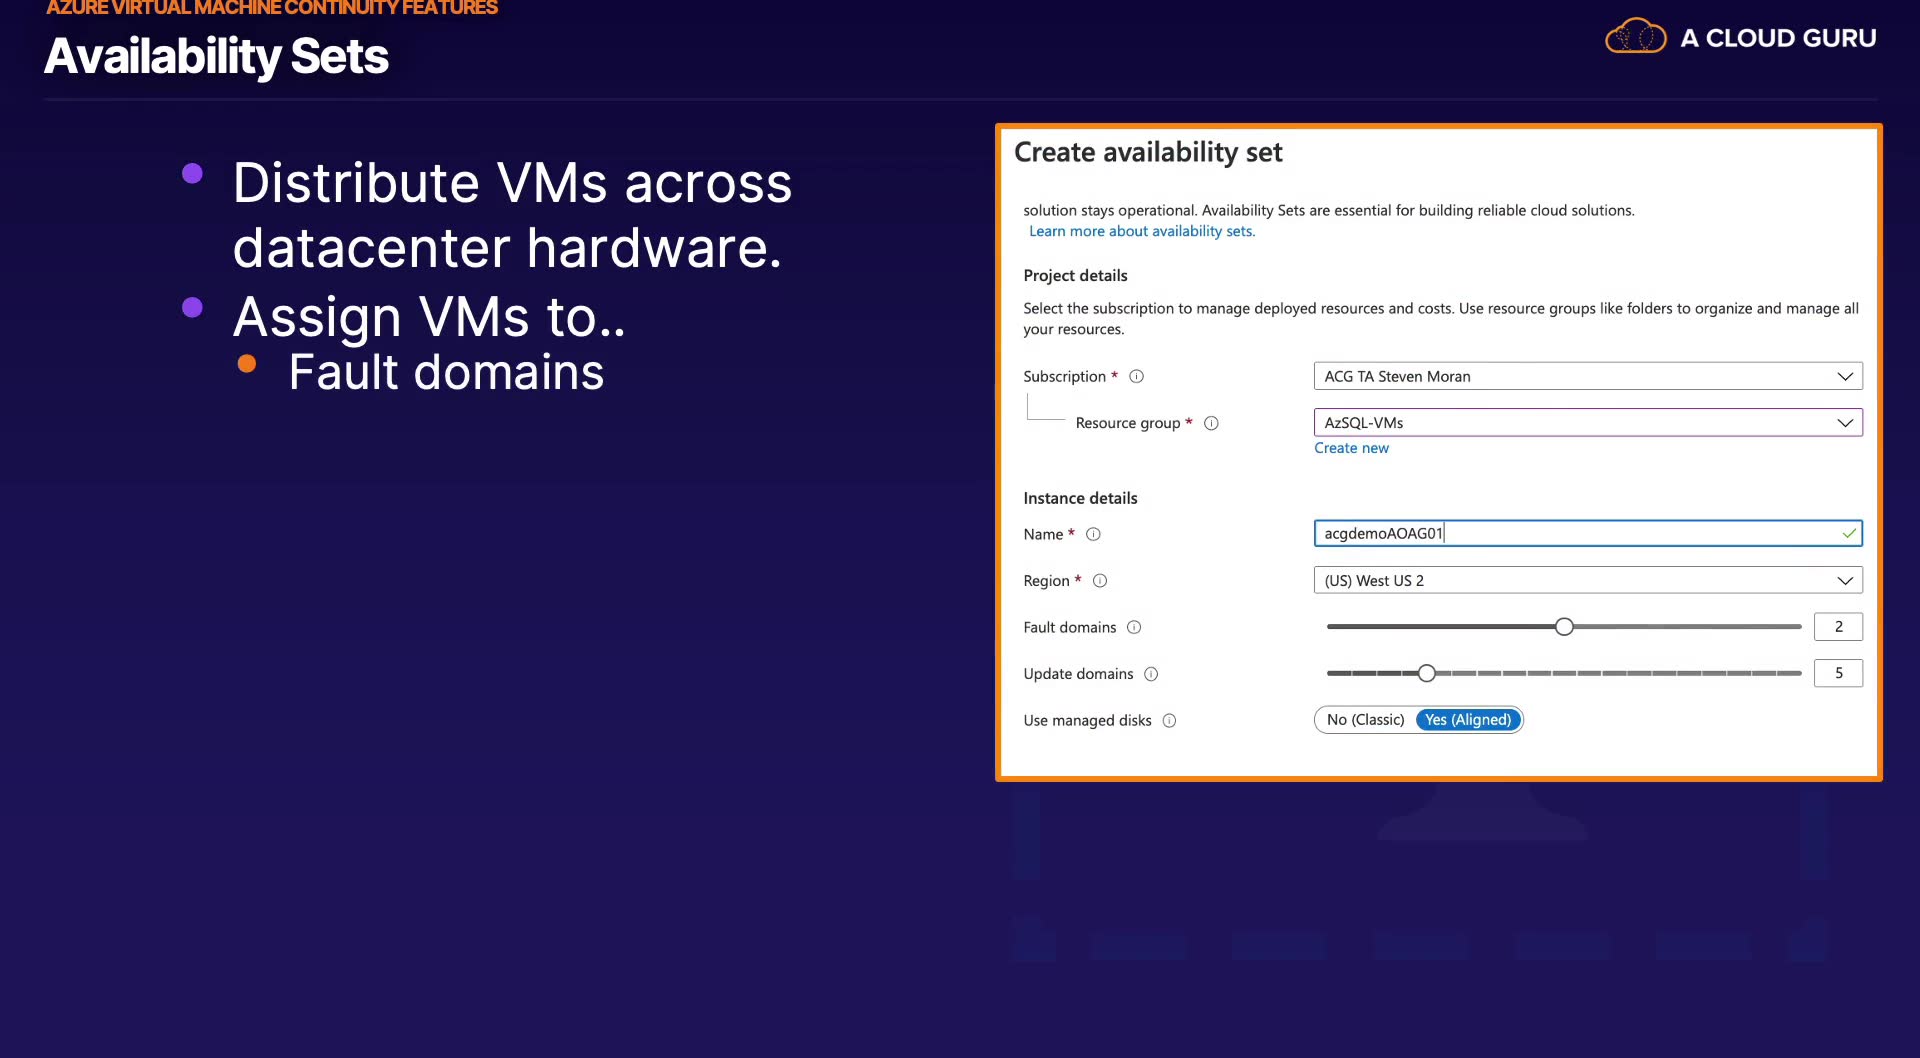 AZURE VIRTUAL MACHINE CONTINUITY FEATURES
Availability Sets
A CLOUD GURU
Distribute VMs across
datacenter hardware.
Assign VMs to..
Fault domains
Create availability set
solution stays operational. Availability Sets are essential for building reliable cloud solutions.
Learn more about availability sets.
Project details
Select the subscription to manage deployed resources and costs. Use resource groups like folders to organize and manage all
your resources.
Subscription *
ACG TA Steven Moran
Resource group *
AzSQL-VMs
Create new
Instance details
Name *
acgdemoAOAG01
Region *
(US) West US 2
Fault domains
2
Update domains
5
Use managed disks
No (Classic) Yes (Aligned)